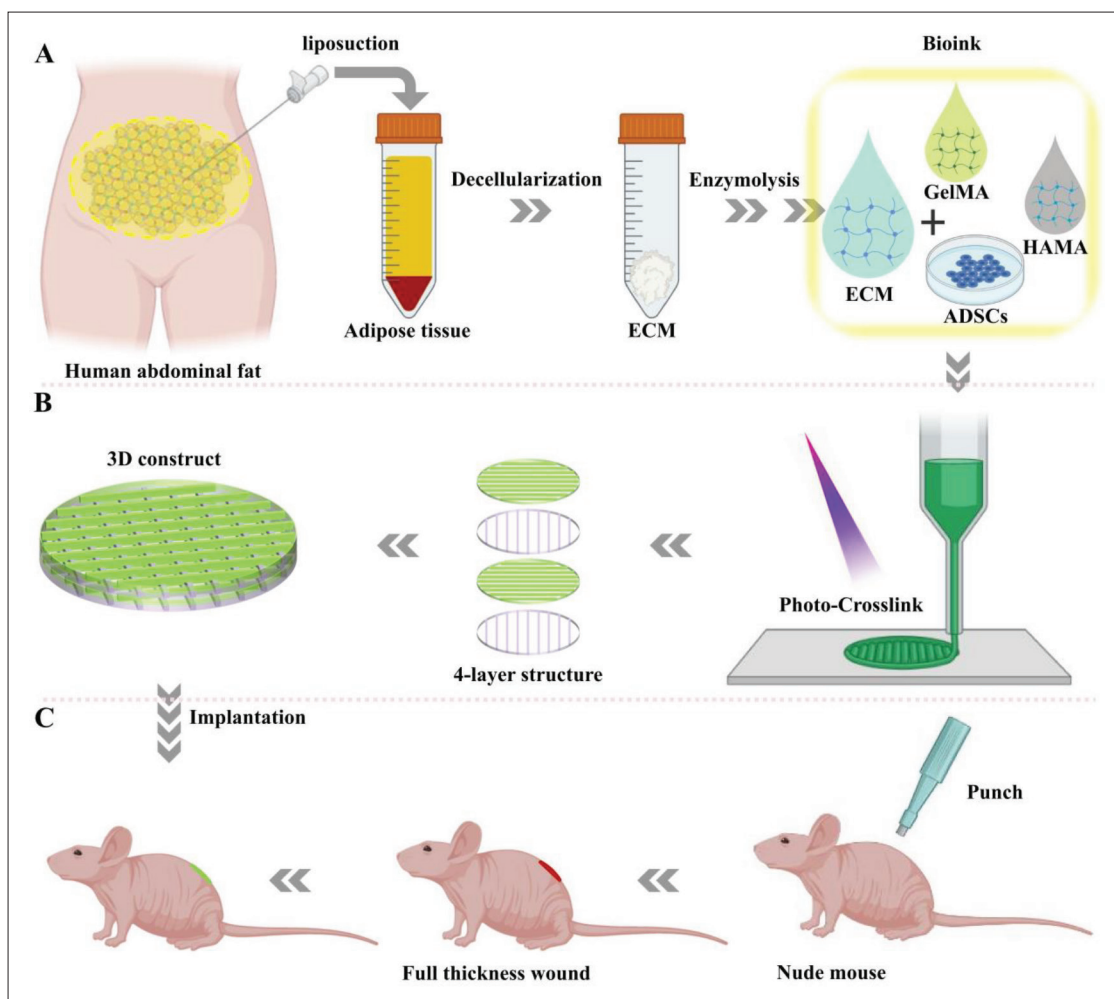 A
liposuction
Bioink
Decellularization
Enzymolysis
GelMA
+
HAMA
ECM
ADSCs
Adipose tissue
ECM
Human abdominal fat
B
3D construct
Photo-Crosslink
4-layer structure
C
Implantation
Punch
Full thickness wound
Nude mouse